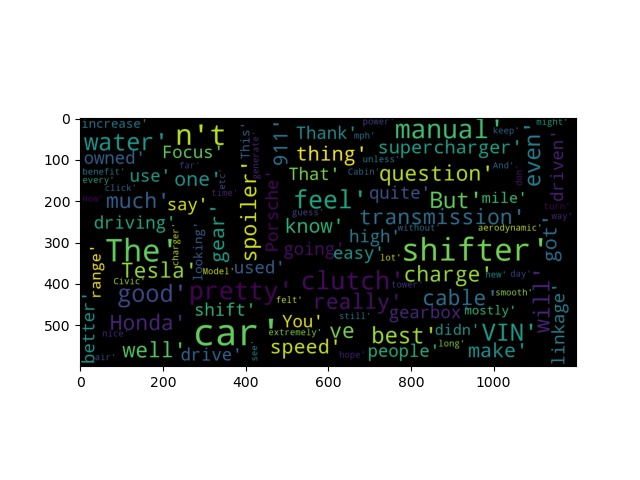 0
100
200
300
400
500
increase'
power
might'
water'
n't
This'
911'
Thank'
mph'
manual'
keep'
even'
driven'
owned'
Focus'
thing'
supercharger'
unless'
And.'
benefit'
every'
far'
generate'
That'
Cabin'
question'
use'
one'
etc
click'
time'
much'
say'
spoiler'
Porsche'
feel'
quite'
But'
mile'
guess'
way'
driving'
know'
transmission'
without'
aerodynamic'
got'
The'
charger'
looking'
gear'
going'
easy'
high'
lot'
shifter'
range'
Tesla'
Model'
used'
clutch'
tower
charge'
new'
day'
Civic
good'
pretty'
felt'
really'
cable'
smooth'
will'
linkage'
shift'
gearbox
mostly'
Honda'
nice'
car'
You'
extremely'
still'
ve
best'
didn'
VIN'
better'
air'
well'
drive'
see'
speed'
hope'
people'
long'
make'
0
200
400
600
800
1000